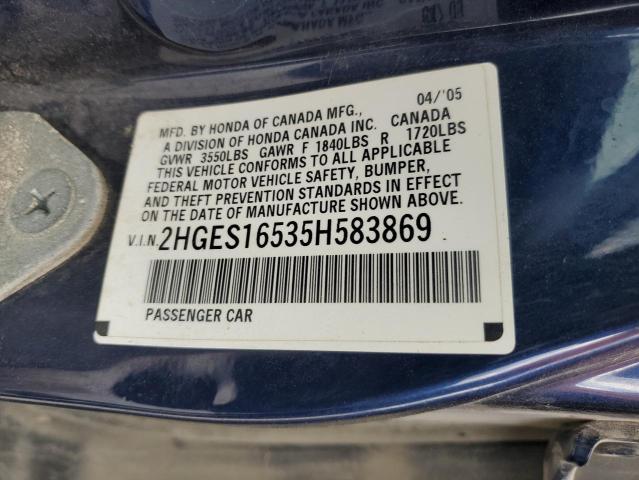 04/'05
MFD. BY HONDA OF CANADA MFG.,
A DIVISION OF HONDA CANADA INC. CANADA
GVWR 3550LBS GAWR F 1840LBS R 1720LBS
THIS VEHICLE CONFORMS TO ALL APPLICABLE
FEDERAL MOTOR VEHICLE SAFETY, BUMPER,
AND THEFT PREVENTION STANDARDS IN EFFECT
ON THE DATE OF MANUFACTURE SHOWN ABOVE.
V.I.N. 2HGES16535H583869
PASSENGER CAR